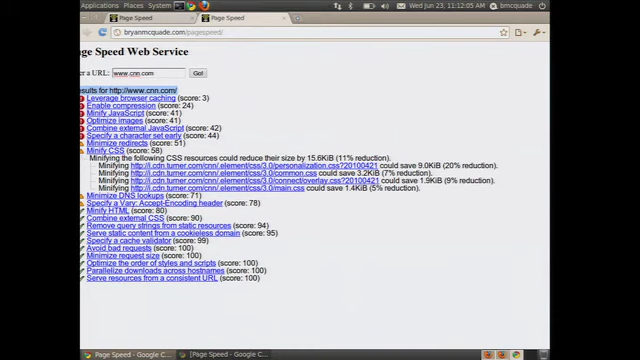 Page Speed
Page Speed
Wed Jun 23, 11:12:05 AM
bmcquade
bryanmcquade.com/pagespeed/
age Speed Web Service
er a URL: www.cnn.com Go!
esults for http://www.cnn.com/
Leverage browser caching (score: 3)
Enable compression (score: 24)
Minify JavaScript (score: 41)
Optimize images (score: 41)
Combine external JavaScript (score: 42)
Specify a character set early (score: 44)
Minimize redirects (score: 51)
Minify CSS (score: 58)
Minifying the following CSS resources could reduce their size by 15.6KiB (11% reduction).
Minifying http://i.cdn.turner.com/cnn/.element/css/3.0/personalization.css?20100421 could save 9.0KiB (20% reduction).
Minifying http://i.cdn.turner.com/cnn/.element/css/3.0/common.css could save 3.2KiB (7% reduction).
Minifying http://i.cdn.turner.com/cnn/.element/css/3.0/connect/overlay.css?20100421 could save 1.9KiB (9% reduction).
Minifying http://i.cdn.turner.com/cnn/.element/css/3.0/main.css could save 1.4KiB (5% reduction).
Minimize DNS lookups (score: 71)
Specify a Vary: Accept-Encoding header (score: 78)
Minify HTML (score: 80)
Combine external CSS (score: 90)
Remove query strings from static resources (score: 94)
Serve static content from a cookieless domain (score: 95)
Specify a cache validator (score: 99)
Avoid bad requests (score: 100)
Minimize request size (score: 100)
Optimize the order of styles and scripts (score: 100)
Parallelize downloads across hostnames (score: 100)
Serve resources from a consistent URL (score: 100)
Page Speed - Google C...
[Page Speed - Google C...